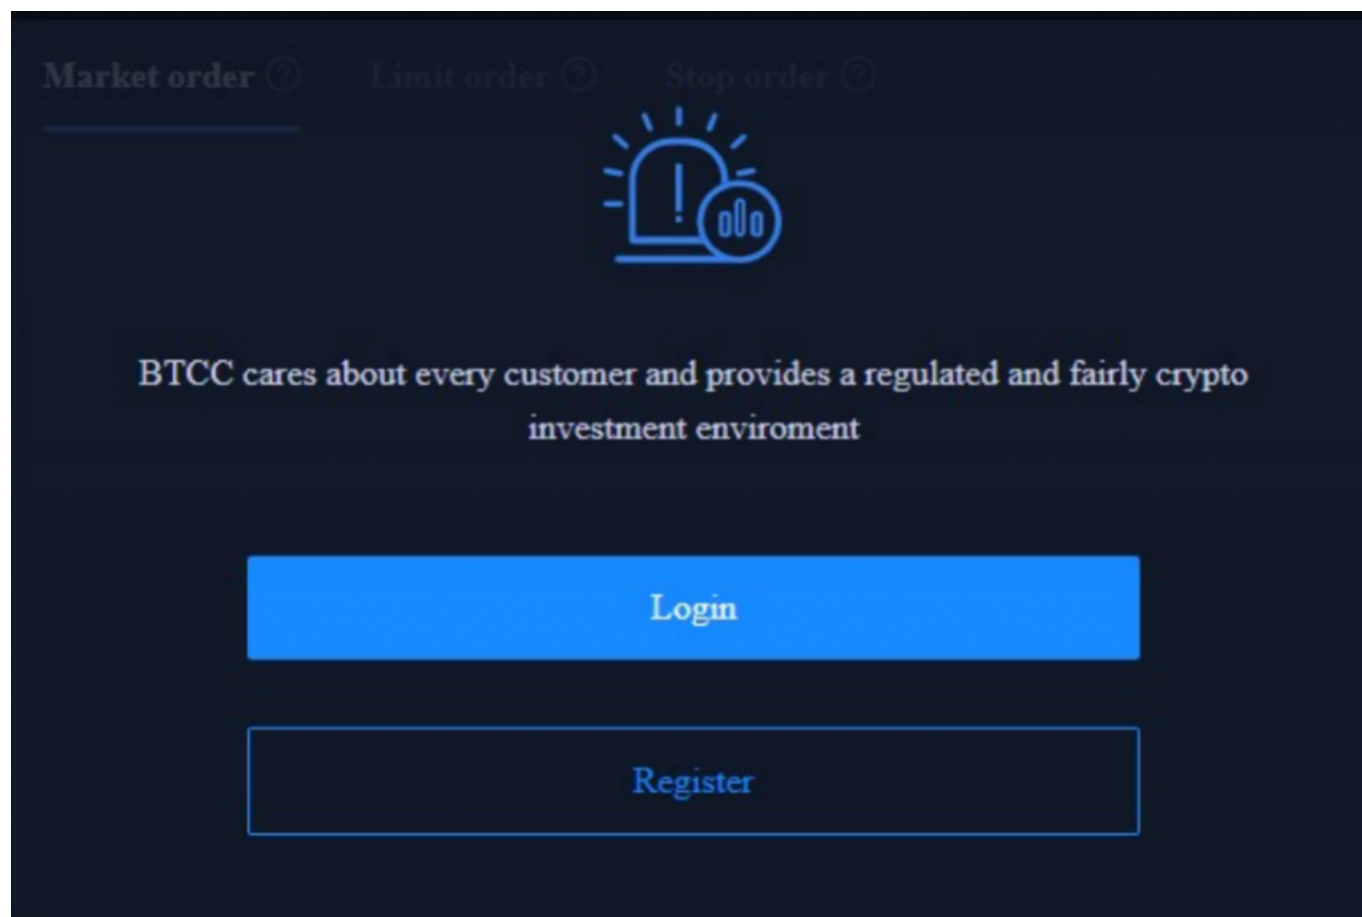 Market order ? Limit order ? Stop order ?
BTCC cares about every customer and provides a regulated and fairly crypto
investment enviroment
Login
Register